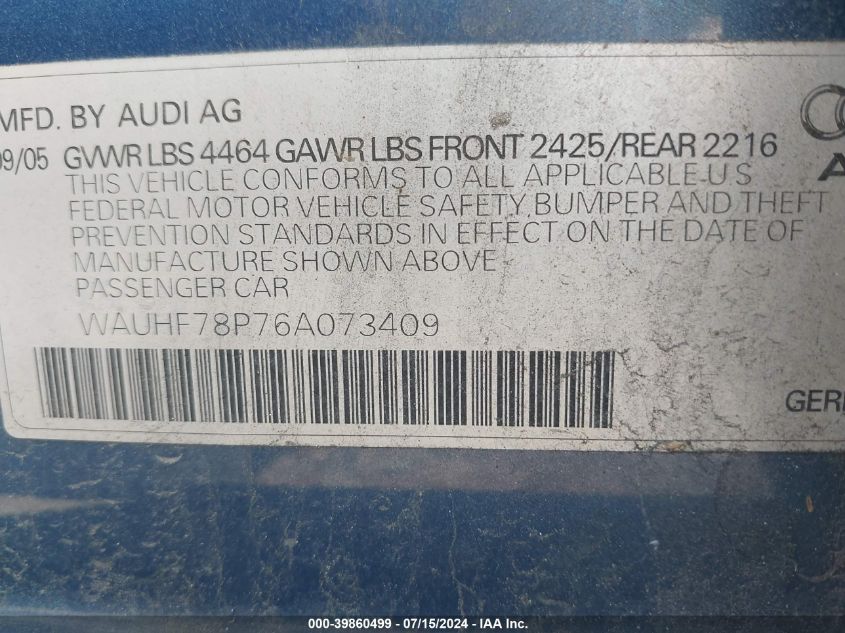 MFD. BY AUDI AG
09/05 GVWR LBS 4464 GAWR LBS FRONT 2425/REAR 2216
THIS VEHICLE CONFORMS TO ALL APPLICABLE U.S
FEDERAL MOTOR VEHICLE SAFETY, BUMPER AND THEFT
PREVENTION STANDARDS IN EFFECT ON THE DATE OF
MANUFACTURE SHOWN ABOVE
PASSENGER CAR
WAUHF78P76A073409
000-39860499 - 07/15/2024 - IAA Inc.